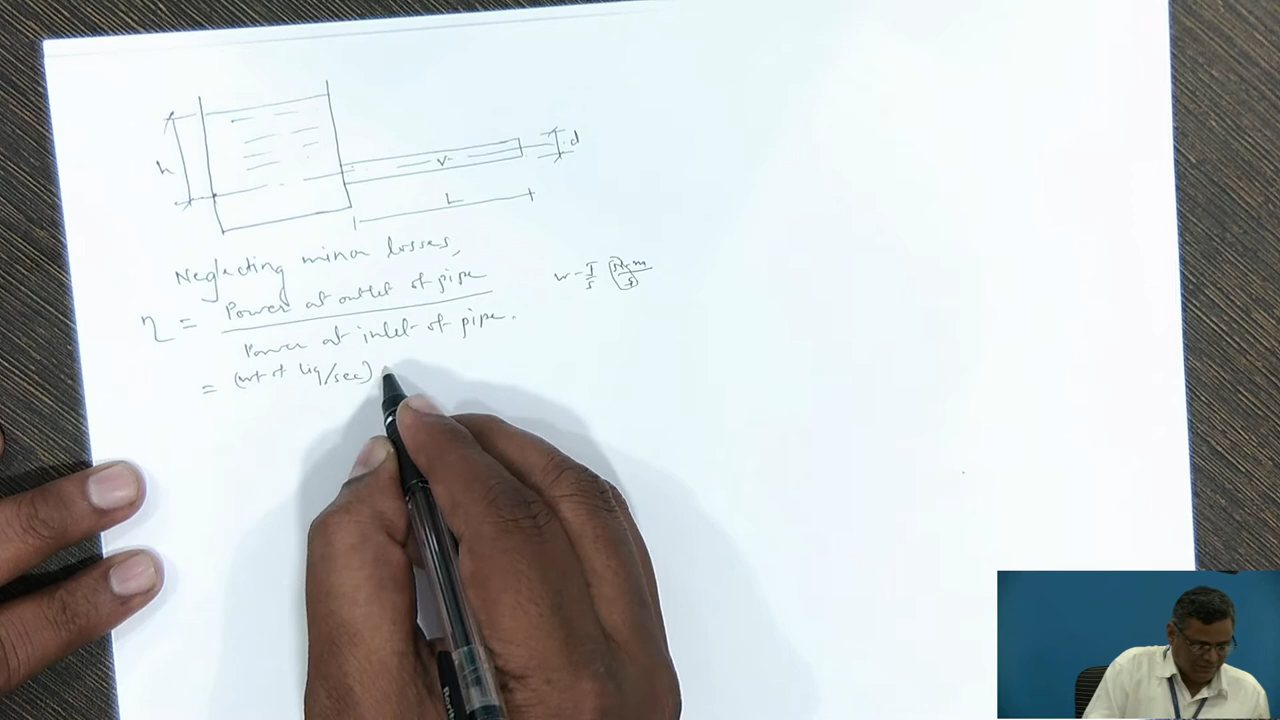 h
d
V
L
Neglecting minor losses,
η = Power at outlet of pipe
Power at inlet of pipe.
W - J/s (N-m/s)
= (wt of liq/sec)